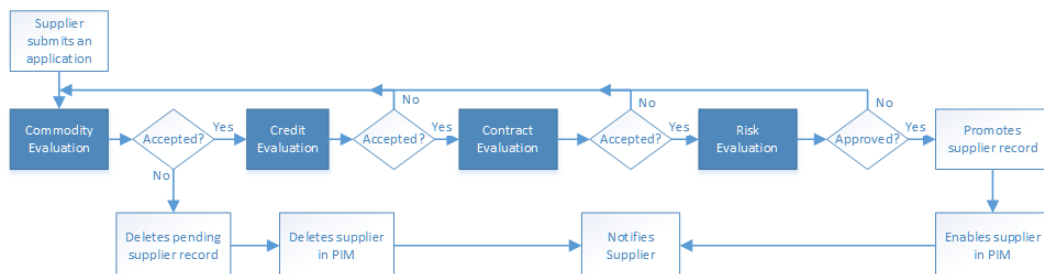 Supplier
submits an
application
No
No
No
Commodity
Evaluation
Accepted?
Yes
Credit
Evaluation
Accepted?
Yes
Contract
Evaluation
Accepted?
Yes
Risk
Evaluation
Approved?
Yes
Promotes
supplier record
No
Deletes pending
supplier record
Deletes supplier
in PIM
Notifies
Supplier
Enables supplier
in PIM